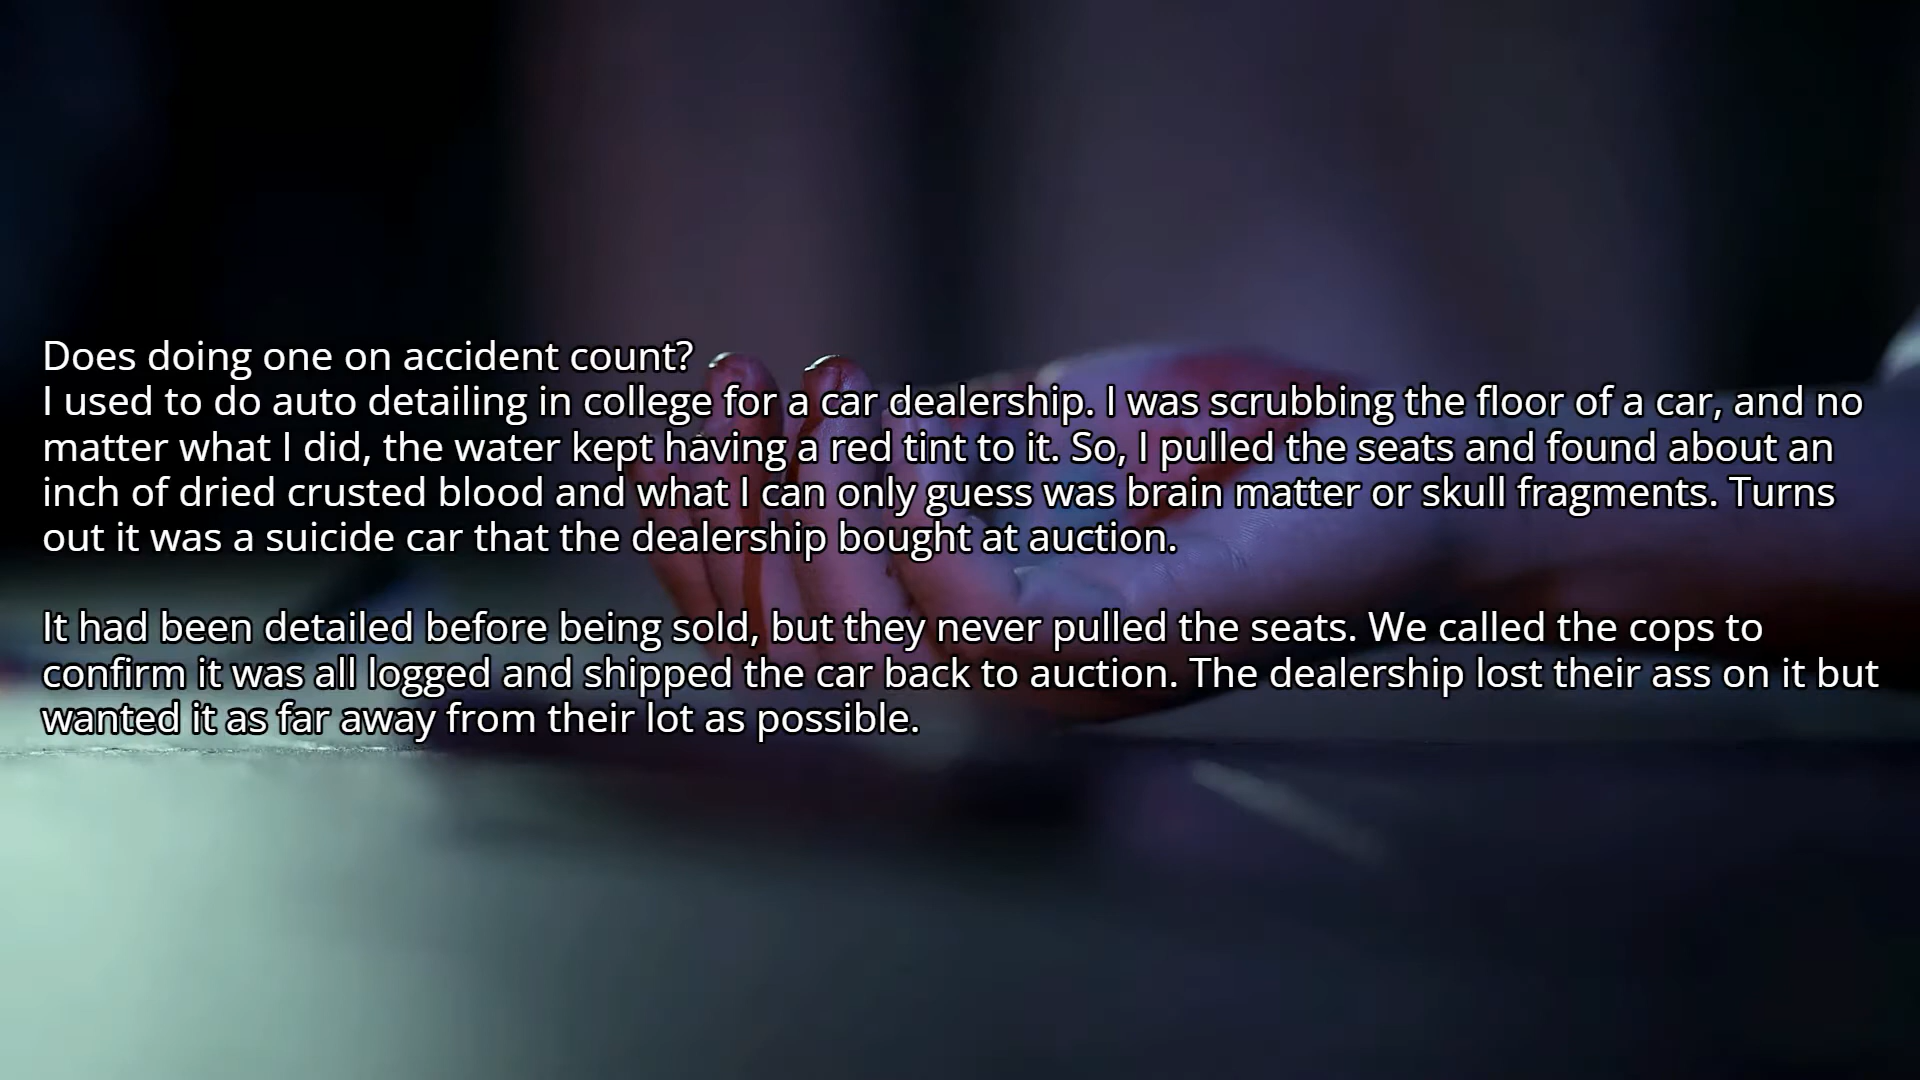 Does doing one on accident count?
I used to do auto detailing in college for a car dealership. I was scrubbing the floor of a car, and no
matter what I did, the water kept having a red tint to it. So, I pulled the seats and found about an
inch of dried crusted blood and what I can only guess was brain matter or skull fragments. Turns
out it was a suicide car that the dealership bought at auction.
It had been detailed before being sold, but they never pulled the seats. We called the cops to
confirm it was all logged and shipped the car back to auction. The dealership lost their ass on it but
wanted it as far away from their lot as possible.